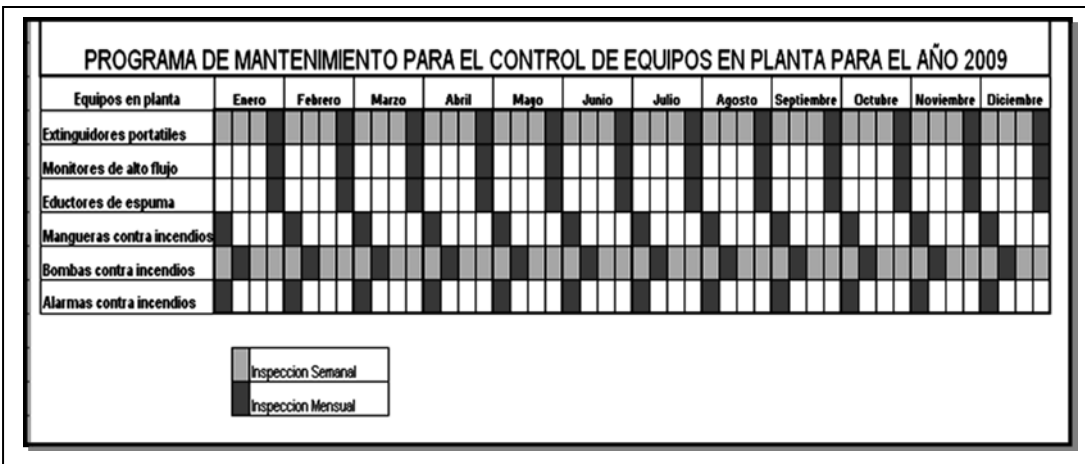 PROGRAMA DE MANTENIMIENTO PARA EL CONTROL DE EQUIPOS EN PLANTA PARA EL AÑO 2009
Equipos en planta Enero Febrero Marzo Abril Mayo Junio Julio Agosto Septiembre Octubre Noviembre Diciembre
Extinguidores portatiles
Monitores de alto flujo
Eductores de espuma
Mangueras contra incendios
Bombas contra incendios
Alarmas contra incendios
Inspeccion Semanal
Inspeccion Mensual